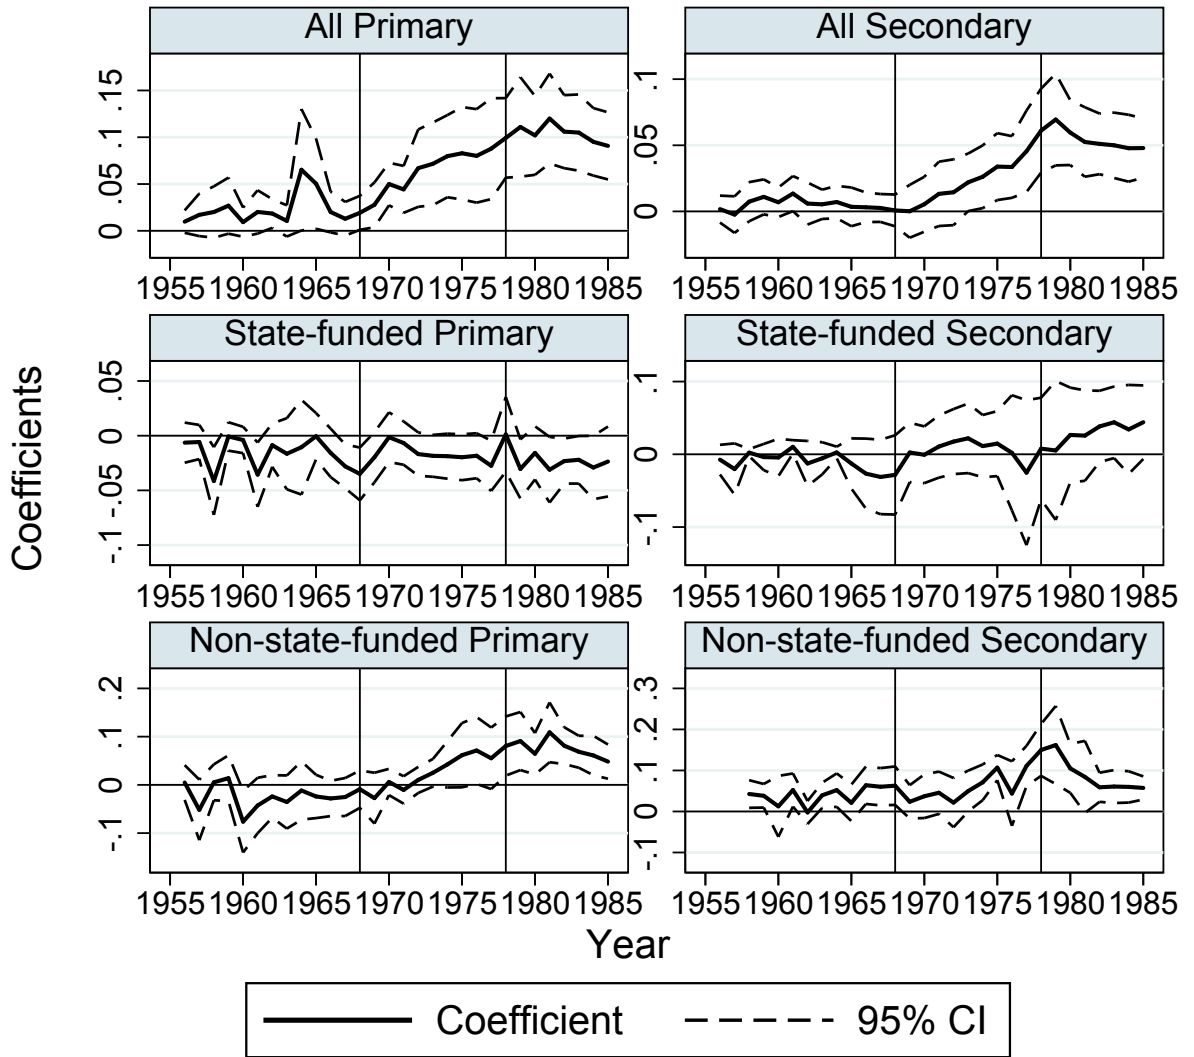 All Primary
All Secondary
.15
.1
.05
0
.1
.05
0
1955 1960 1965 1970 1975 1980 1985
1955 1960 1965 1970 1975 1980 1985
State-funded Primary
State-funded Secondary
.05
0
-.05
-.1
.1
0
-.1
1955 1960 1965 1970 1975 1980 1985
1955 1960 1965 1970 1975 1980 1985
Non-state-funded Primary
Non-state-funded Secondary
.2
.1
0
-.1
.3
.2
.1
0
-.1
1955 1960 1965 1970 1975 1980 1985
1955 1960 1965 1970 1975 1980 1985
Coefficients
Year
Coefficient
95% CI